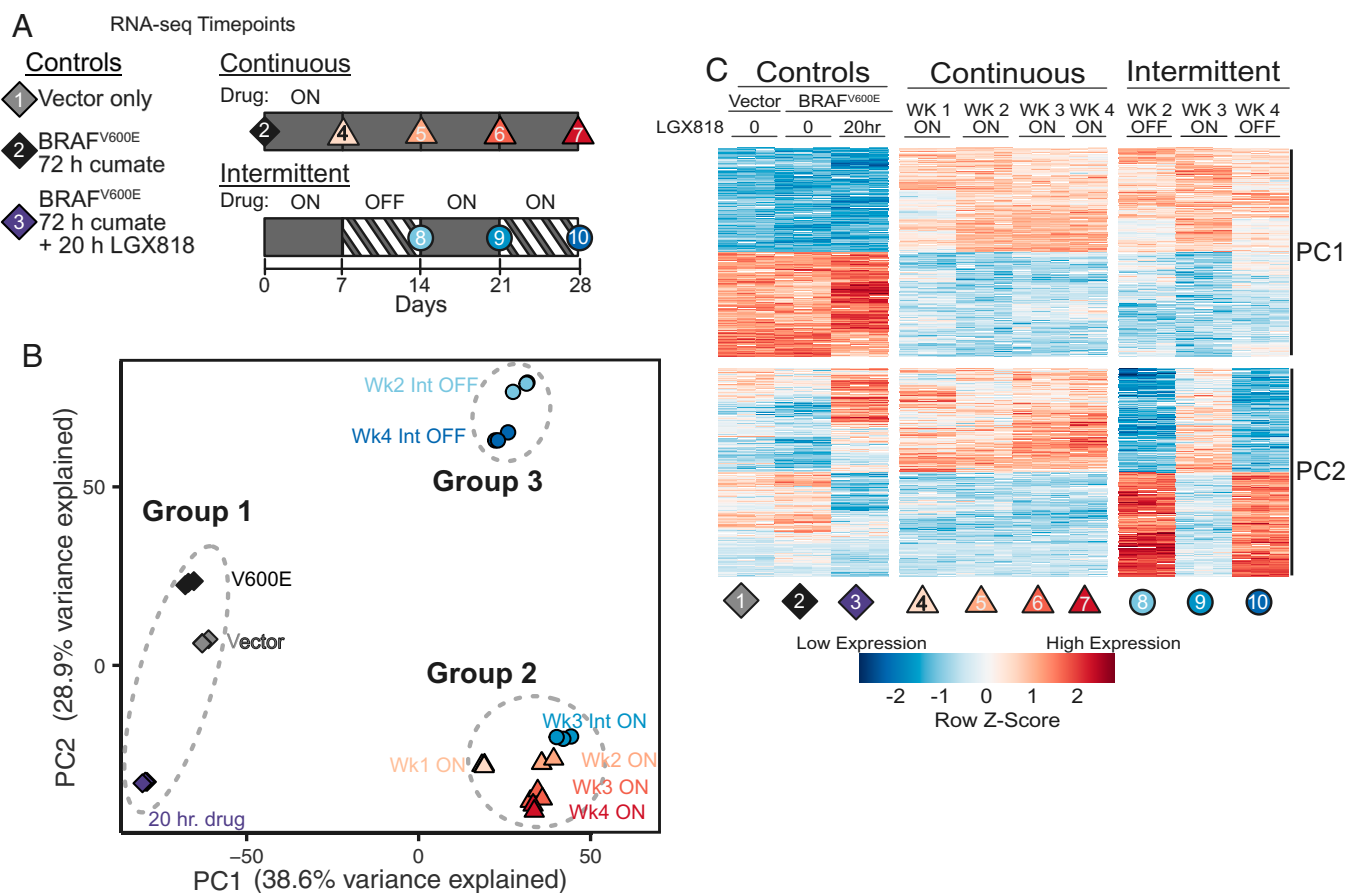 A
RNA-seq Timepoints
Controls
1 Vector only
2 BRAFV600E
72 h cumate
3 BRAFV600E
72 h cumate
+ 20 h LGX818
Continuous
Drug: ON
2 4 5 6 7
Intermittent
Drug: ON OFF ON ON
8 9 10
0 7 14 21 28
Days
B
PC2 (28.9% variance explained)
50
0
Wk2 Int OFF
Wk4 Int OFF
Group 3
Group 1
V600E
Vector
Group 2
Wk3 Int ON
Wk1 ON
Wk2 ON
Wk3 ON
Wk4 ON
20 hr. drug
−50 0 50
PC1 (38.6% variance explained)
C
Controls Continuous Intermittent
Vector BRAFV600E
WK 1 WK 2 WK 3 WK 4 WK 2 WK 3 WK 4
LGX818 0 0 20hr ON ON ON ON OFF ON OFF
PC1
PC2
1 2 3 4 5 6 7 8 9 10
Low Expression High Expression
-2 -1 0 1 2
Row Z-Score